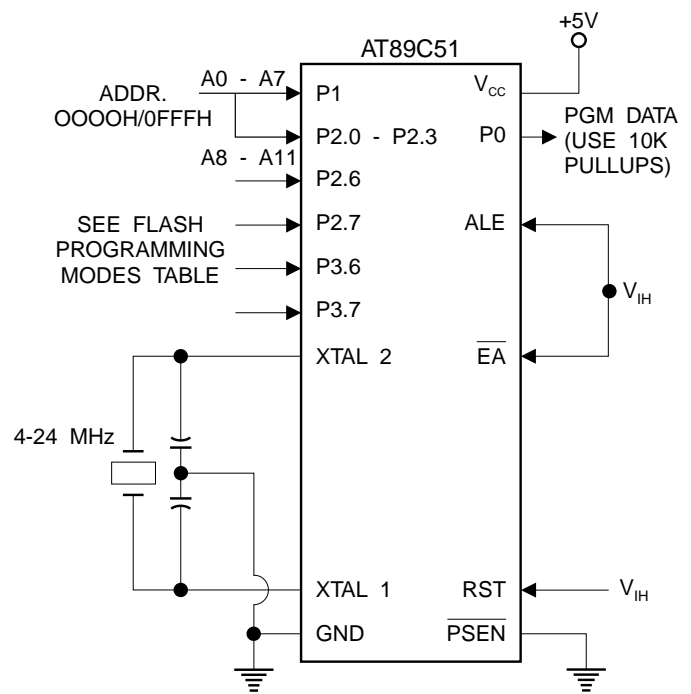 +5V
AT89C51
A0 - A7
ADDR.
OOOOH/0FFFH
A8 - A11
SEE FLASH
PROGRAMMING
MODES TABLE
4-24 MHz
P1
P2.0 - P2.3
P2.6
P2.7
P3.6
P3.7
XTAL 2
XTAL 1
GND
VCC
P0
ALE
EA
RST
PSEN
PGM DATA
(USE 10K
PULLUPS)
VIH
VIH